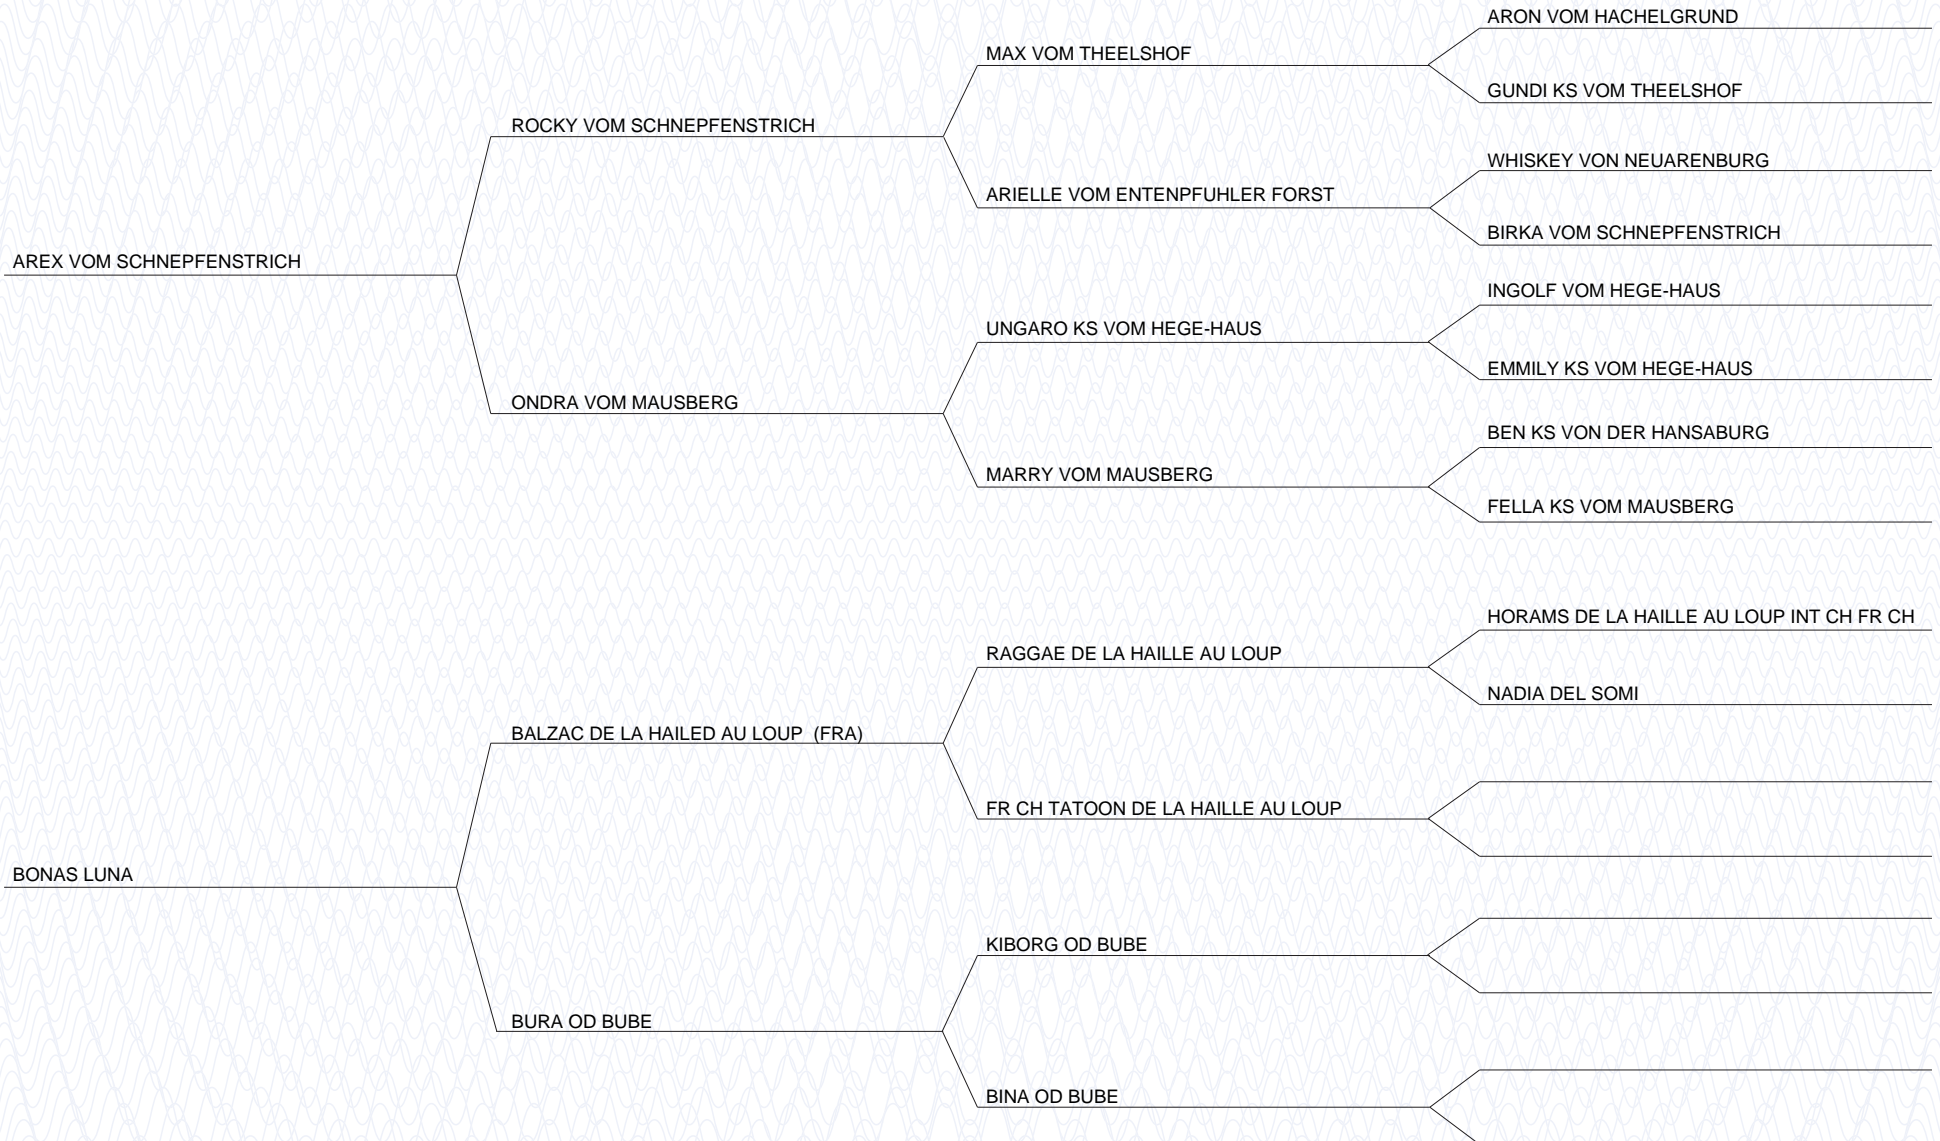 ARON VOM HACHELGRUND
MAX VOM THEELSHOF
GUNDI KS VOM THEELSHOF
ROCKY VOM SCHNEPFENSTRICH
WHISKEY VON NEUARENBURG
ARIELLE VOM ENTENPFUHLER FORST
BIRKA VOM SCHNEPFENSTRICH
AREX VOM SCHNEPFENSTRICH
INGOLF VOM HEGE-HAUS
UNGARO KS VOM HEGE-HAUS
EMMILY KS VOM HEGE-HAUS
ONDRA VOM MAUSBERG
BEN KS VON DER HANSABURG
MARRY VOM MAUSBERG
FELLA KS VOM MAUSBERG
HORAMS DE LA HAILLE AU LOUP INT CH FR CH
RAGGAE DE LA HAILLE AU LOUP
NADIA DEL SOMI
BALZAC DE LA HAILED AU LOUP (FRA)
FR CH TATOON DE LA HAILLE AU LOUP
BONAS LUNA
KIBORG OD BUBE
BURA OD BUBE
BINA OD BUBE